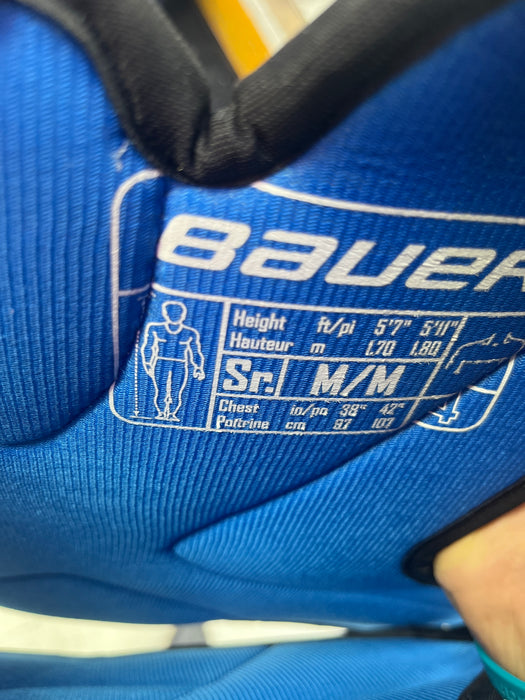 BAUER
Height ft/pi 5'7" 5'11"
Hauteur m 1.70 1.80
Sr. M/M
Chest in/po 38" 42"
Poitrine cm 97 107
4